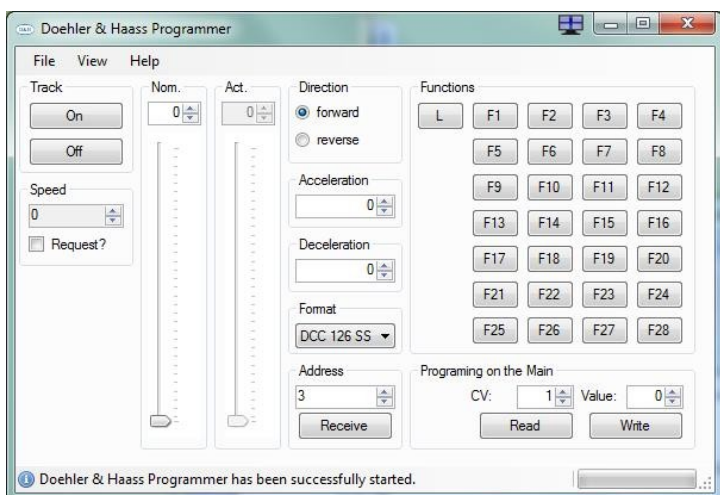 D&H Doehler & Haass Programmer
File View Help
Track
On
Off
Speed
0
Request?
Nom.
0
Act.
0
Direction
forward
reverse
Acceleration
0
Deceleration
0
Format
DCC 126 SS
Address
3
Receive
Functions
L F1 F2 F3 F4
F5 F6 F7 F8
F9 F10 F11 F12
F13 F14 F15 F16
F17 F18 F19 F20
F21 F22 F23 F24
F25 F26 F27 F28
Programing on the Main
CV: 1 Value: 0
Read Write
Doehler & Haass Programmer has been successfully started.